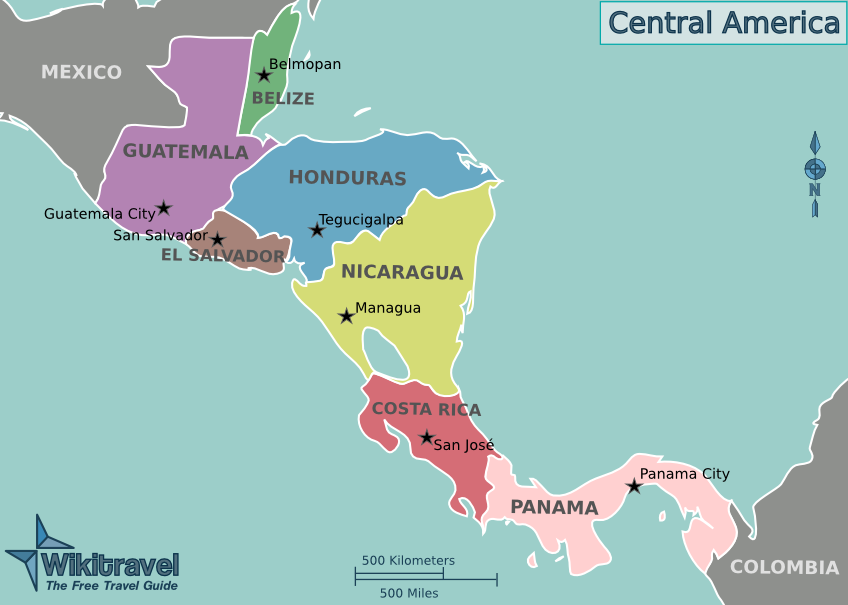 Central America
MEXICO
Belmopan
BELIZE
GUATEMALA
HONDURAS
Guatemala City
Tegucigalpa
San Salvador
EL SALVADOR
NICARAGUA
Managua
COSTA RICA
San José
Panama City
PANAMA
COLOMBIA
N
500 Kilometers
500 Miles
Wikitravel
The Free Travel Guide